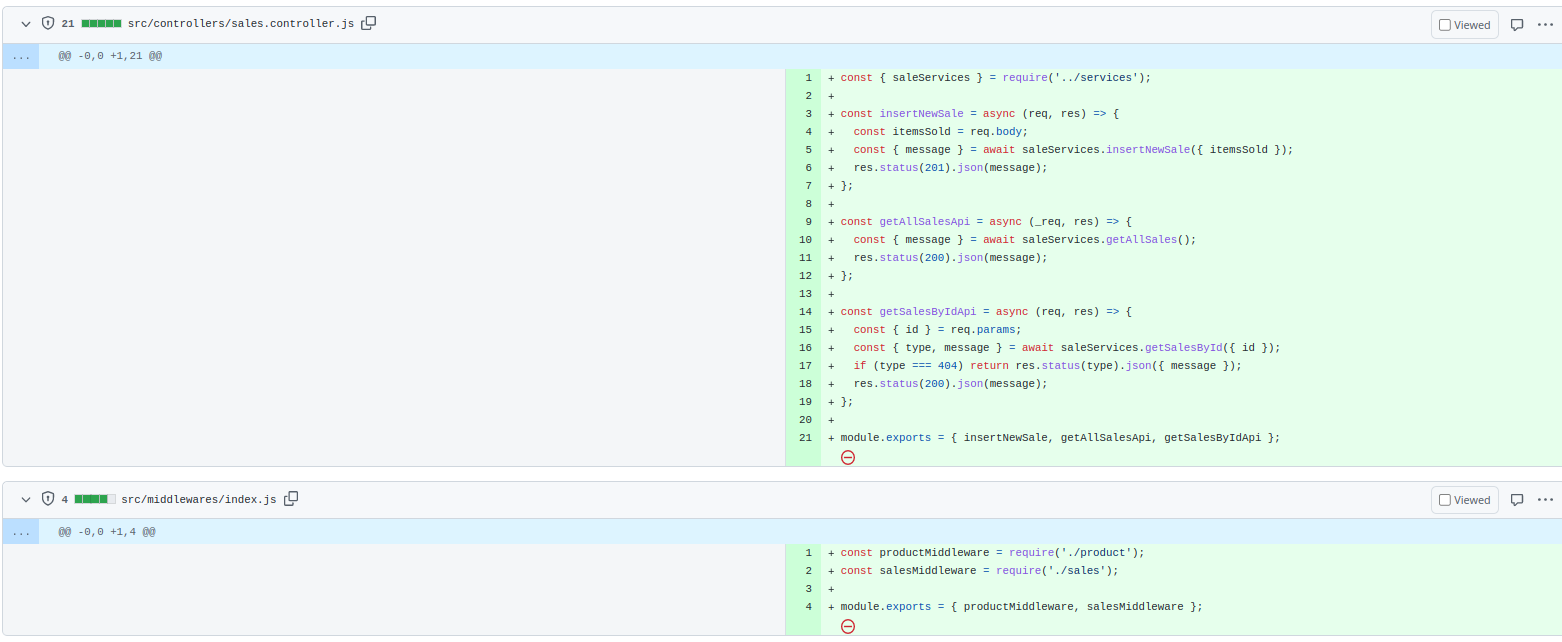 21 src/controllers/sales.controller.js Viewed
... @@ -0,0 +1,21 @@
1 + const { saleServices } = require('../services');
2 +
3 + const insertNewSale = async (req, res) => {
4 + const itemsSold = req.body;
5 + const { message } = await saleServices.insertNewSale({ itemsSold });
6 + res.status(201).json(message);
7 + };
8 +
9 + const getAllSalesApi = async (_req, res) => {
10 + const { message } = await saleServices.getAllSales();
11 + res.status(200).json(message);
12 + };
13 +
14 + const getSalesByIdApi = async (req, res) => {
15 + const { id } = req.params;
16 + const { type, message } = await saleServices.getSalesById({ id });
17 + if (type === 404) return res.status(type).json({ message });
18 + res.status(200).json(message);
19 + };
20 +
21 + module.exports = { insertNewSale, getAllSalesApi, getSalesByIdApi };
4 src/middlewares/index.js Viewed
... @@ -0,0 +1,4 @@
1 + const productMiddleware = require('./product');
2 + const salesMiddleware = require('./sales');
3 +
4 + module.exports = { productMiddleware, salesMiddleware };